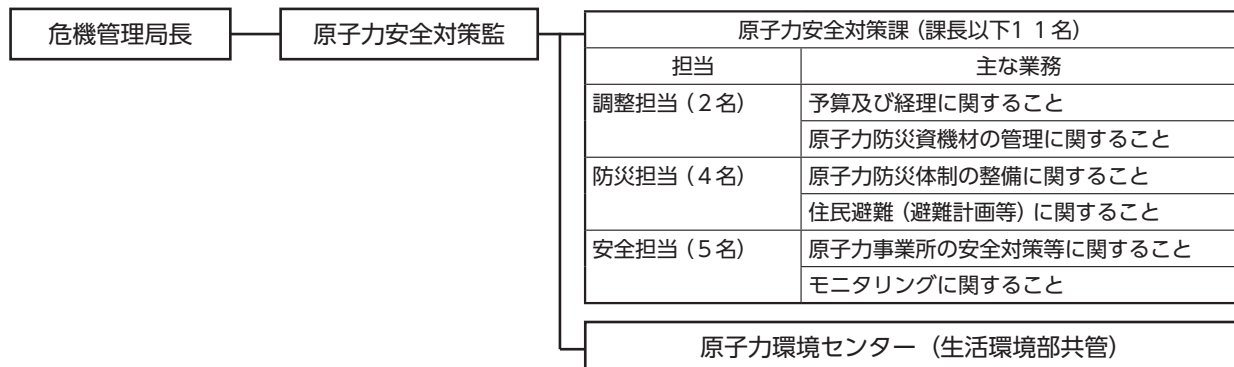 危機管理局長
原子力安全対策監
原子力安全対策課（課長以下１１名）
担当 主な業務
調整担当（２名） 予算及び経理に関すること
原子力防災資機材の管理に関すること
防災担当（４名） 原子力防災体制の整備に関すること
住民避難（避難計画等）に関すること
安全担当（５名） 原子力事業所の安全対策等に関すること
モニタリングに関すること
原子力環境センター（生活環境部共管）